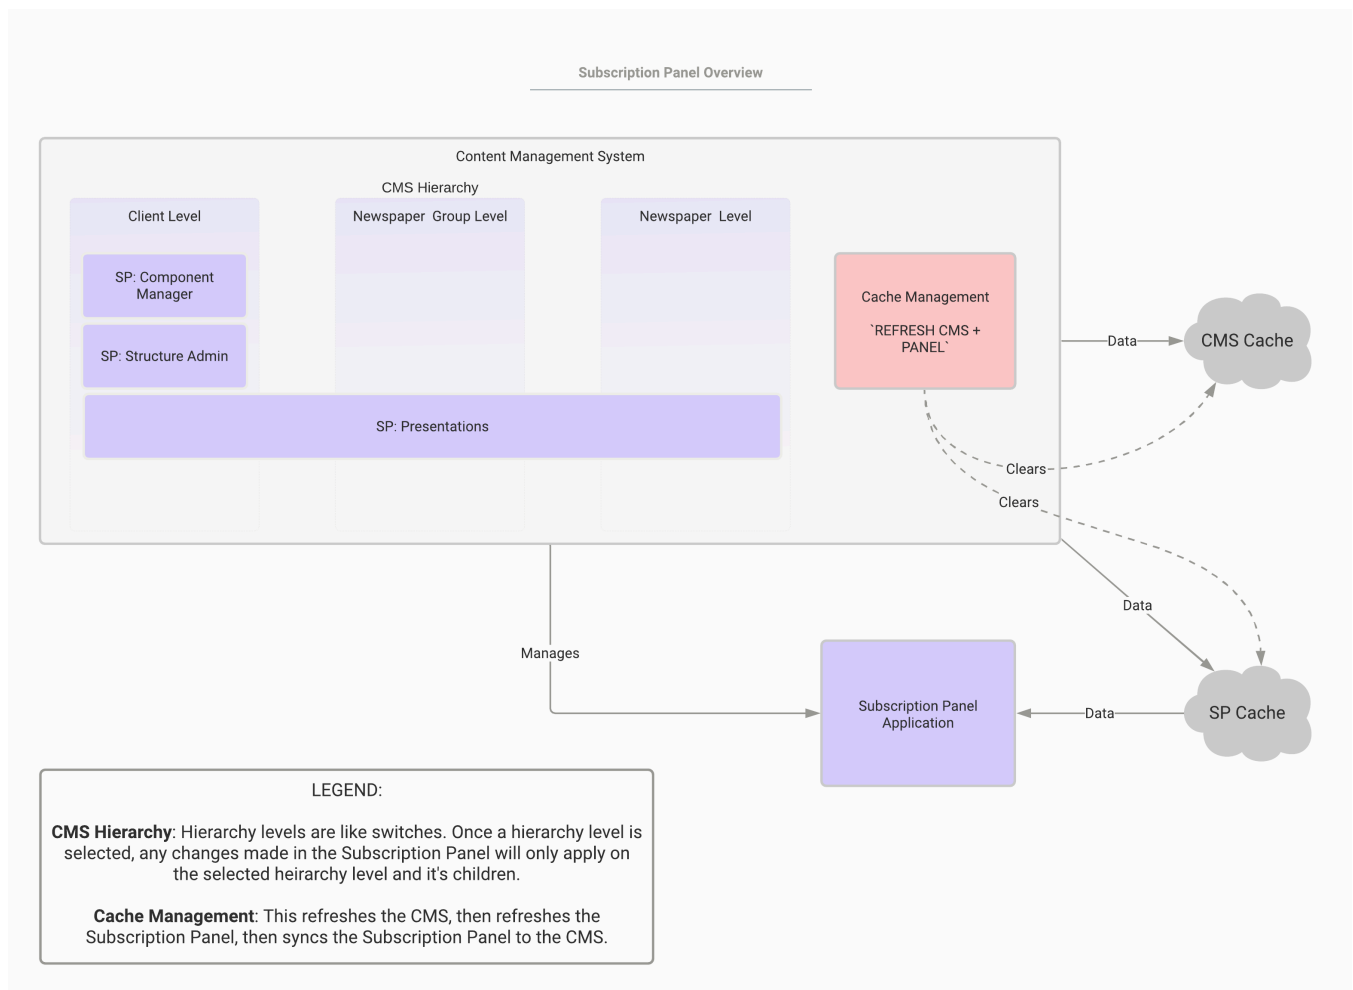 Subscription Panel Overview
Content Management System
CMS Hierarchy
Client Level
Newspaper Group Level
Newspaper Level
SP: Component
Manager
SP: Structure Admin
SP: Presentations
Cache Management
`REFRESH CMS +
PANEL`
Data
CMS Cache
Clears
Clears
Data
Manages
Subscription Panel
Application
Data
SP Cache
LEGEND:
CMS Hierarchy: Hierarchy levels are like switches. Once a hierarchy level is
selected, any changes made in the Subscription Panel will only apply on
the selected heirarchy level and it's children.
Cache Management: This refreshes the CMS, then refreshes the
Subscription Panel, then syncs the Subscription Panel to the CMS.